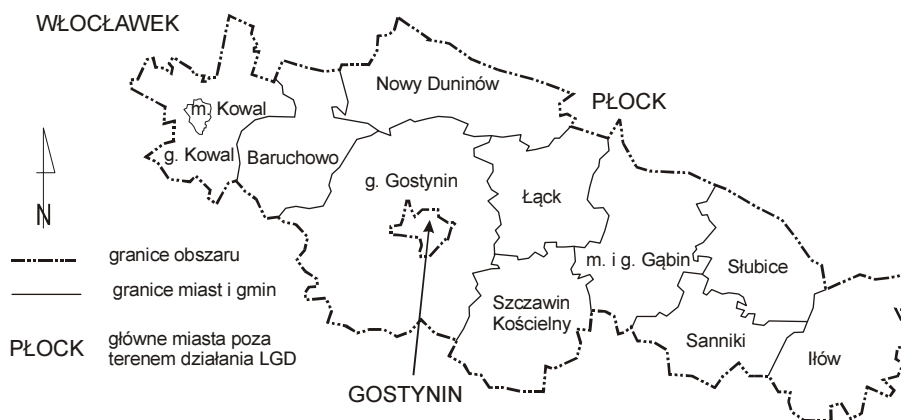 WŁOCŁAWEK
Nowy Duninów
PŁOCK
m. Kowal
g. Kowal
Baruchowo
g. Gostynin
Łąck
N
granice obszaru
m. i g. Gąbin
Słubice
granice miast i gmin
Szczawin
Kościelny
Sanniki
Iłów
PŁOCK
główne miasta poza
terenem działania LGD
GOSTYNIN